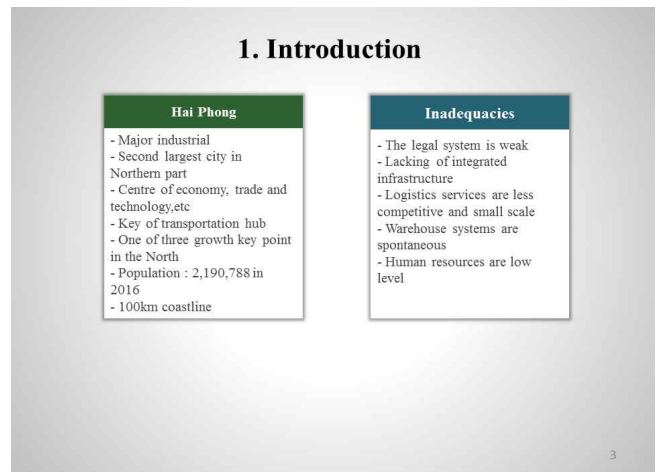 1. Introduction
Hai Phong
- Major industrial
- Second largest city in
Northern part
- Centre of economy, trade and
technology,etc
- Key of transportation hub
- One of three growth key point
in the North
- Population : 2,190,788 in
2016
- 100km coastline
Inadequacies
- The legal system is weak
- Lacking of integrated
infrastructure
- Logistics services are less
competitive and small scale
- Warehouse systems are
spontaneous
- Human resources are low
level
3